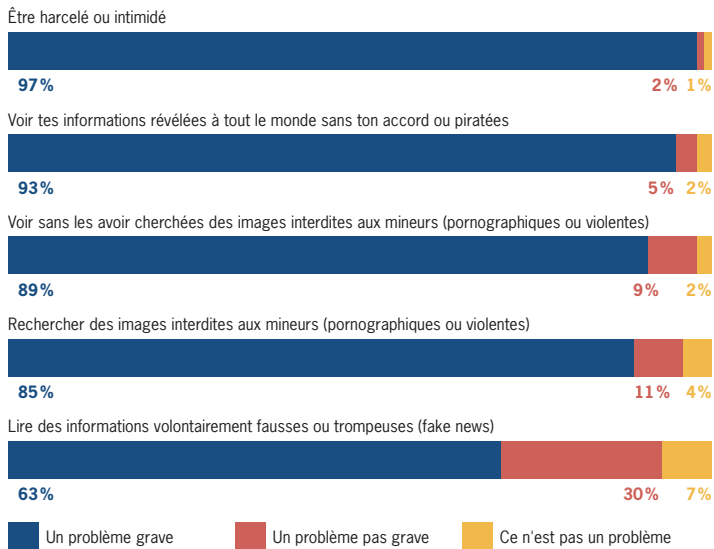 Être harcelé ou intimidé
97% 2% 1%
Voir tes informations révélées à tout le monde sans ton accord ou piratées
93% 5% 2%
Voir sans les avoir cherchées des images interdites aux mineurs (pornographiques ou violentes)
89% 9% 2%
Rechercher des images interdites aux mineurs (pornographiques ou violentes)
85% 11% 4%
Lire des informations volontairement fausses ou trompeuses (fake news)
63% 30% 7%
Un problème grave Un problème pas grave Ce n'est pas un problème